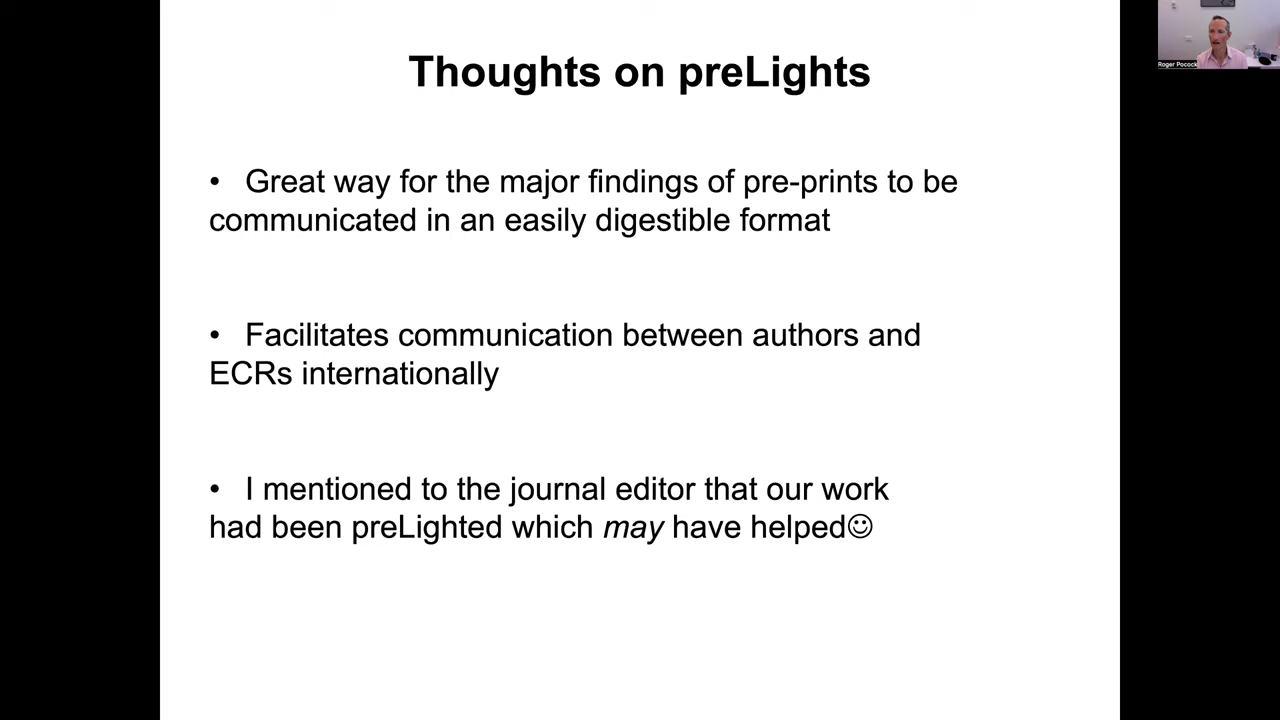 Thoughts on preLights
Roger Pocock
• Great way for the major findings of pre-prints to be
communicated in an easily digestible format
• Facilitates communication between authors and
ECRs internationally
• I mentioned to the journal editor that our work
had been preLighted which may have helped☺